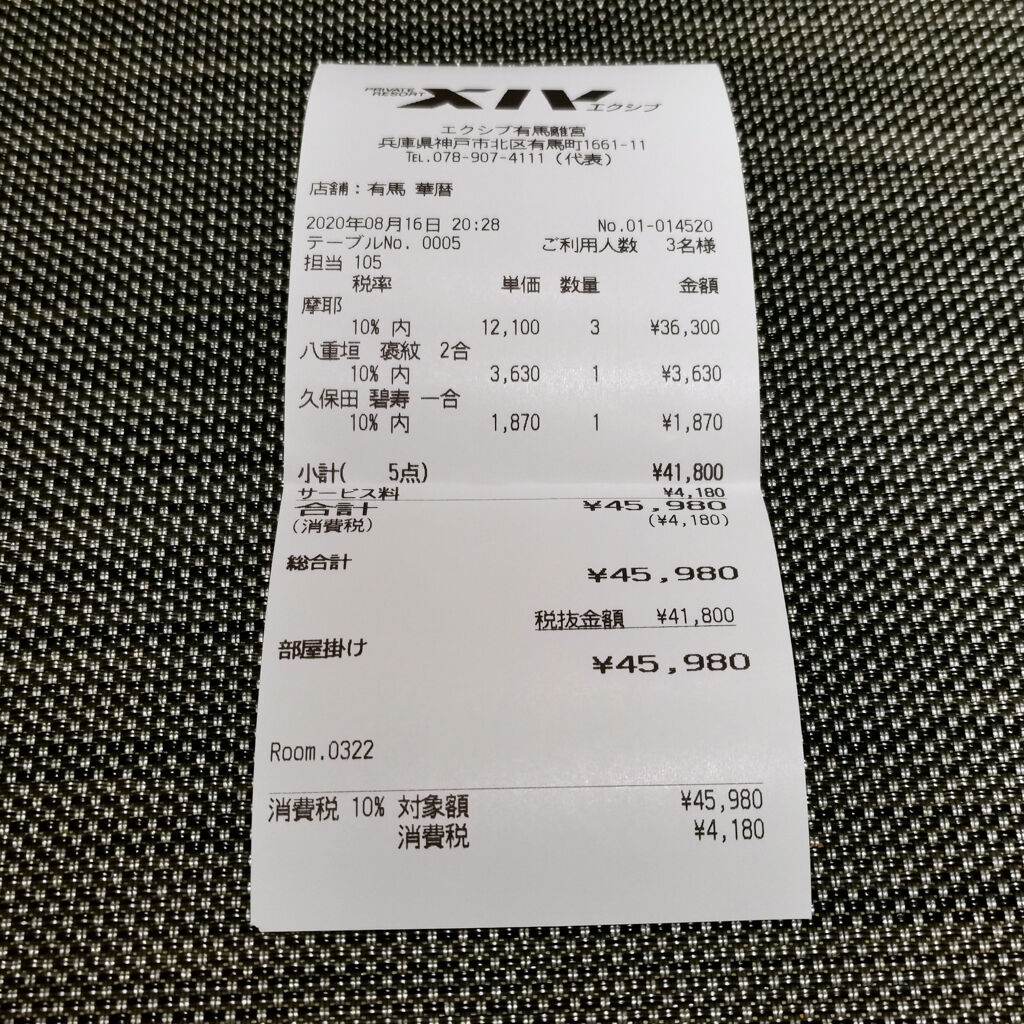 PRIVATE RESORT XIV エクシブ
エクシブ有馬離宮
兵庫県神戸市北区有馬町1661-11
TEL.078-907-4111 (代表)
店舗：有馬 華暦
2020年08月16日 20:28 No.01-014520
テーブルNo. 0005 ご利用人数 3名様
担当 105
税率 単価 数量 金額
摩耶
10% 内 12,100 3 ¥36,300
八重垣 褒紋 2合
10% 内 3,630 1 ¥3,630
久保田 碧寿 一合
10% 内 1,870 1 ¥1,870
小計( 5点) ¥41,800
サービス料 ¥4,180
合計 ¥45,980
(消費税) (¥4,180)
総合計 ¥45,980
税抜金額 ¥41,800
部屋掛け ¥45,980
Room.0322
消費税 10% 対象額 ¥45,980
消費税 ¥4,180